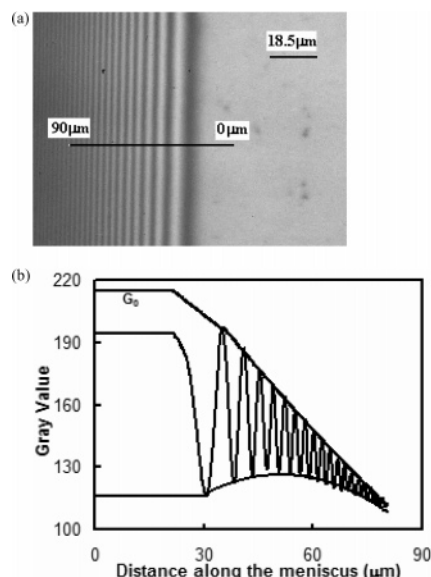 (a)
18.5µm
90µm
0µm
(b)
220
G₀
190
Gray Value
160
130
100
0
30
60
90
Distance along the meniscus (µm)